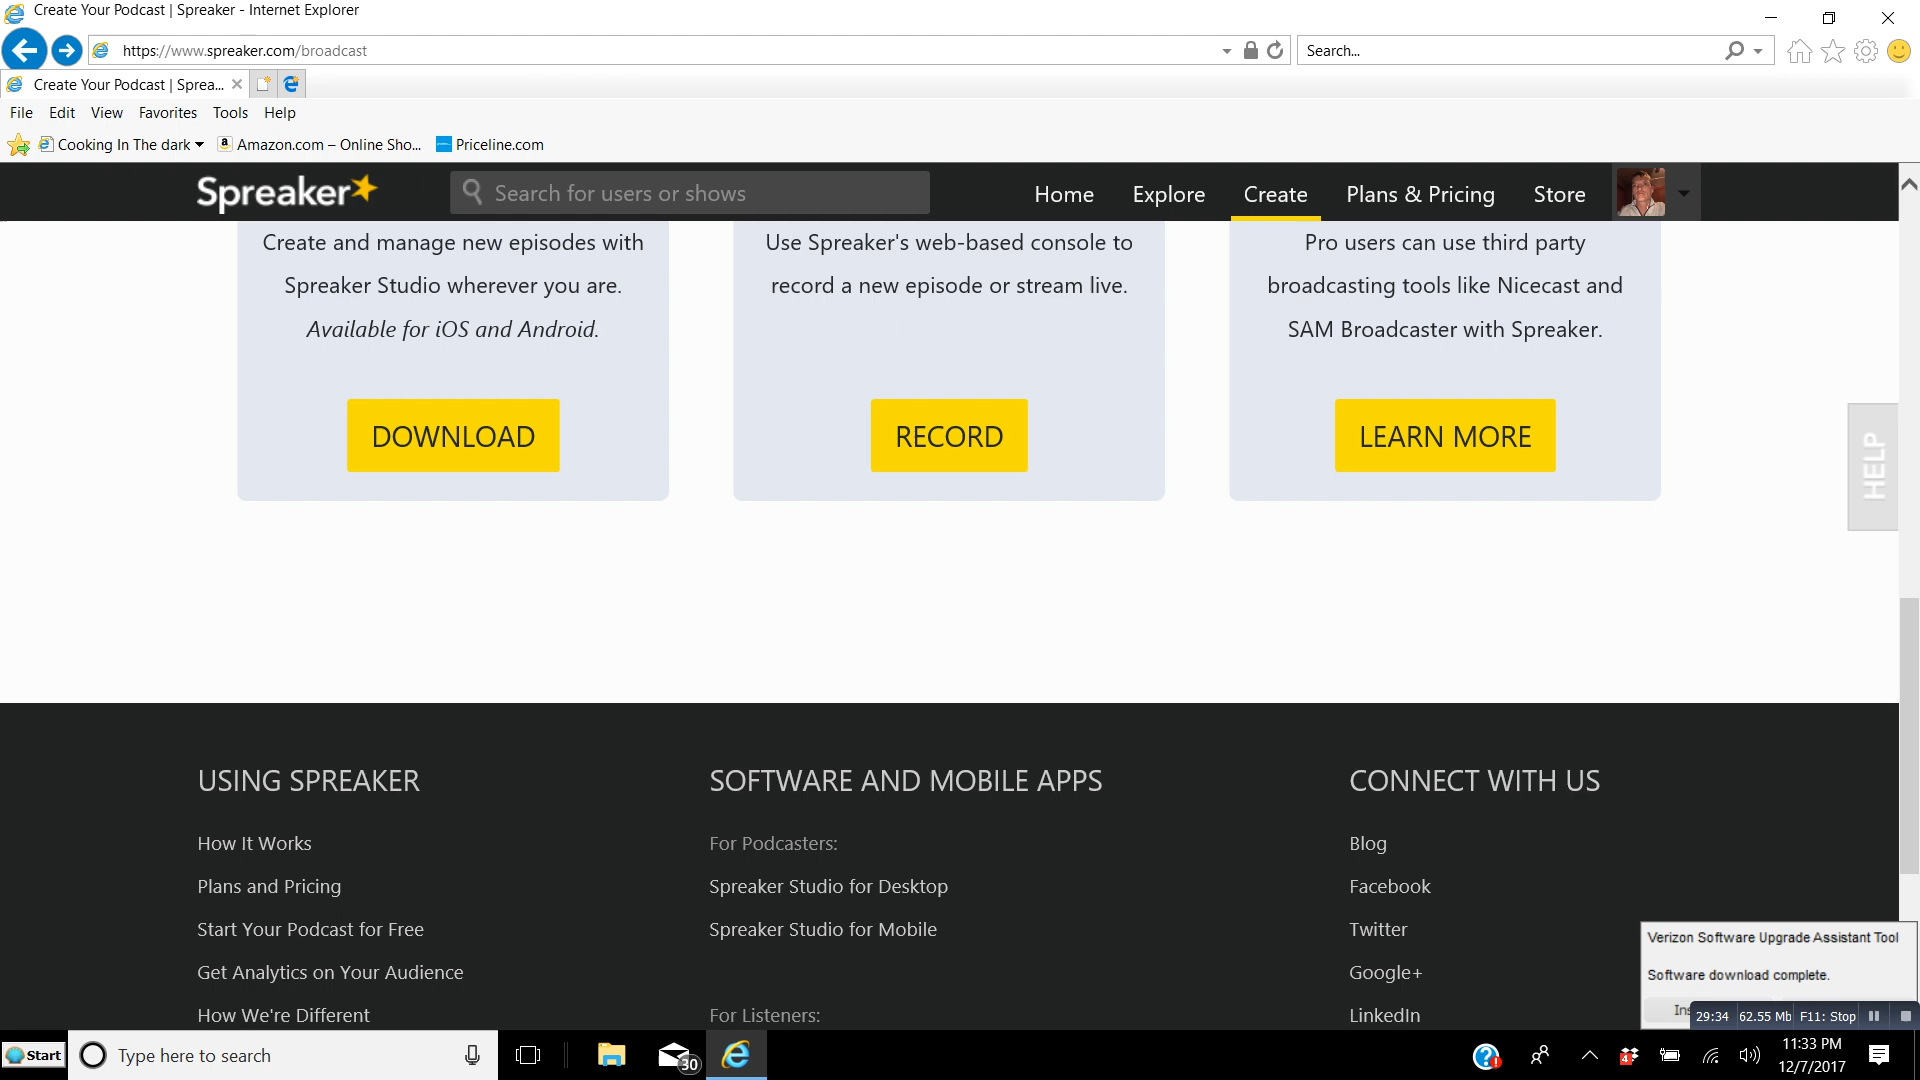 Create Your Podcast | Spreaker - Internet Explorer
https://www.spreaker.com/broadcast
Search...
Create Your Podcast | Sprea...
File Edit View Favorites Tools Help
Cooking In The dark
Amazon.com – Online Sho...
Priceline.com
Spreaker
Search for users or shows
Home Explore Create Plans & Pricing Store
Create and manage new episodes with
Spreaker Studio wherever you are.
Available for iOS and Android.
DOWNLOAD
Use Spreaker's web-based console to
record a new episode or stream live.
RECORD
Pro users can use third party
broadcasting tools like Nicecast and
SAM Broadcaster with Spreaker.
LEARN MORE
HELP
USING SPREAKER
How It Works
Plans and Pricing
Start Your Podcast for Free
Get Analytics on Your Audience
How We're Different
SOFTWARE AND MOBILE APPS
For Podcasters:
Spreaker Studio for Desktop
Spreaker Studio for Mobile
For Listeners:
CONNECT WITH US
Blog
Facebook
Twitter
Google+
LinkedIn
Verizon Software Upgrade Assistant Tool
Software download complete.
29:34 62.55 Mb F11: Stop
Start
Type here to search
30
4
11:33 PM
12/7/2017